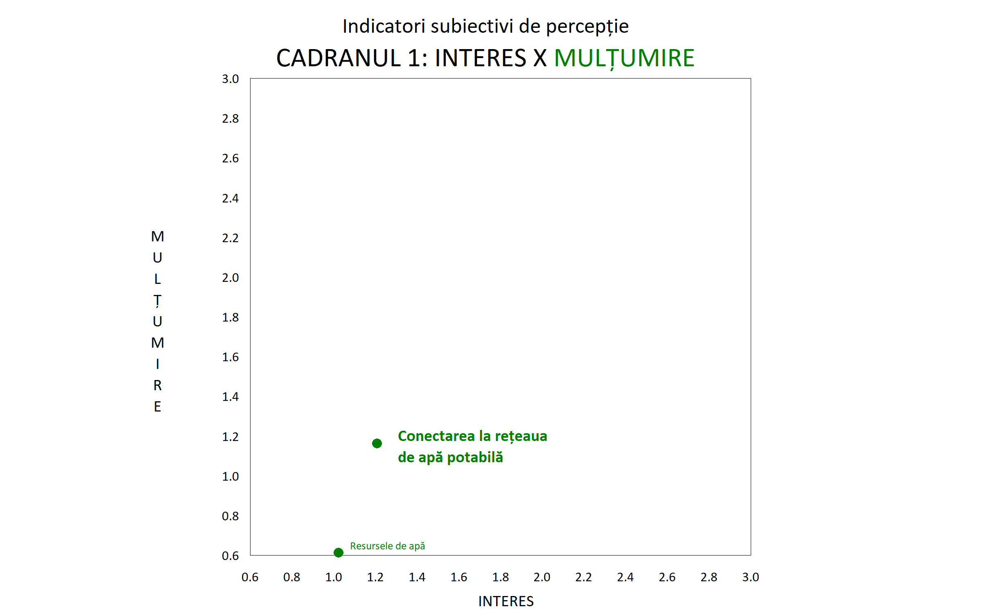 Indicatori subiectivi de percepție
CADRANUL 1: INTERES X MULȚUMIRE
3.0
2.8
2.6
2.4
2.2
2.0
1.8
1.6
1.4
1.2
1.0
0.8
0.6
M
U
L
Ț
U
M
I
R
E
Conectarea la rețeaua
de apă potabilă
Resursele de apă
0.6 0.8 1.0 1.2 1.4 1.6 1.8 2.0 2.2 2.4 2.6 2.8 3.0
INTERES